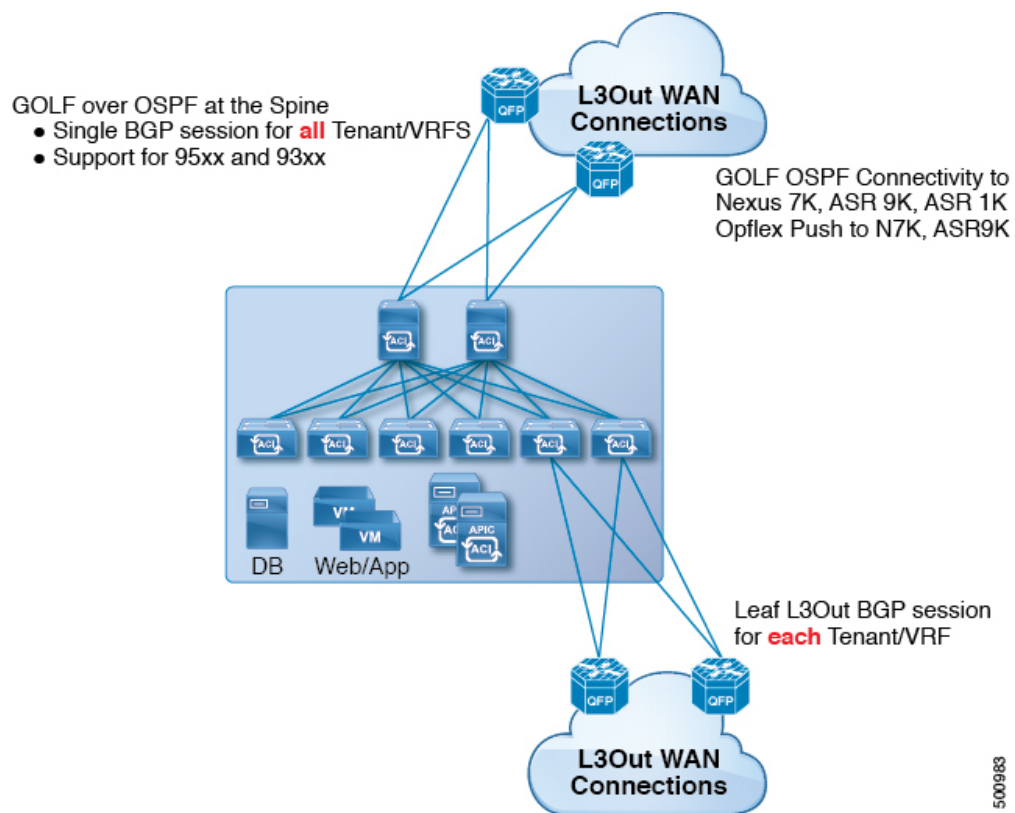 L3Out WAN
Connections
QFP
QFP
GOLF over OSPF at the Spine
● Single BGP session for all Tenant/VRFS
● Support for 95xx and 93xx
GOLF OSPF Connectivity to
Nexus 7K, ASR 9K, ASR 1K
Opflex Push to N7K, ASR9K
ACI
ACI
ACI
ACI
ACI
ACI
ACI
ACI
VM
VM
DB
Web/App
APIC
ACI
Leaf L3Out BGP session
for each Tenant/VRF
QFP
QFP
L3Out WAN
Connections
500983